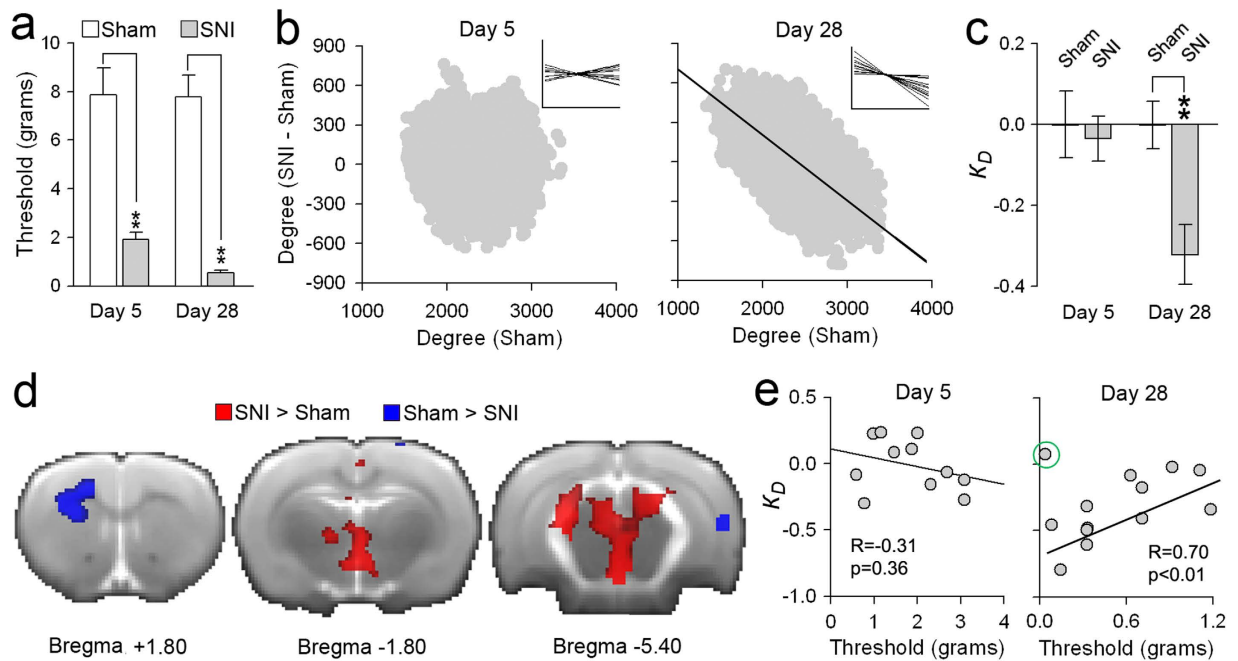 a
Sham SNI
Threshold (grams)
10
8
6
4
2
0
**
**
Day 5 Day 28
b
Day 5 Day 28
Degree (SNI - Sham)
900
600
300
0
-300
-600
-900
1000 2000 3000 4000
1000 2000 3000 4000
Degree (Sham) Degree (Sham)
c
Sham SNI Sham SNI
**
KD
0.2
0.0
-0.2
-0.4
Day 5 Day 28
d
SNI > Sham Sham > SNI
Bregma +1.80 Bregma -1.80 Bregma -5.40
e
Day 5 Day 28
KD
0.5
0.0
-0.5
-1.0
R=-0.31
p=0.36
R=0.70
p<0.01
0 1 2 3 4
0.0 0.6 1.2
Threshold (grams) Threshold (grams)